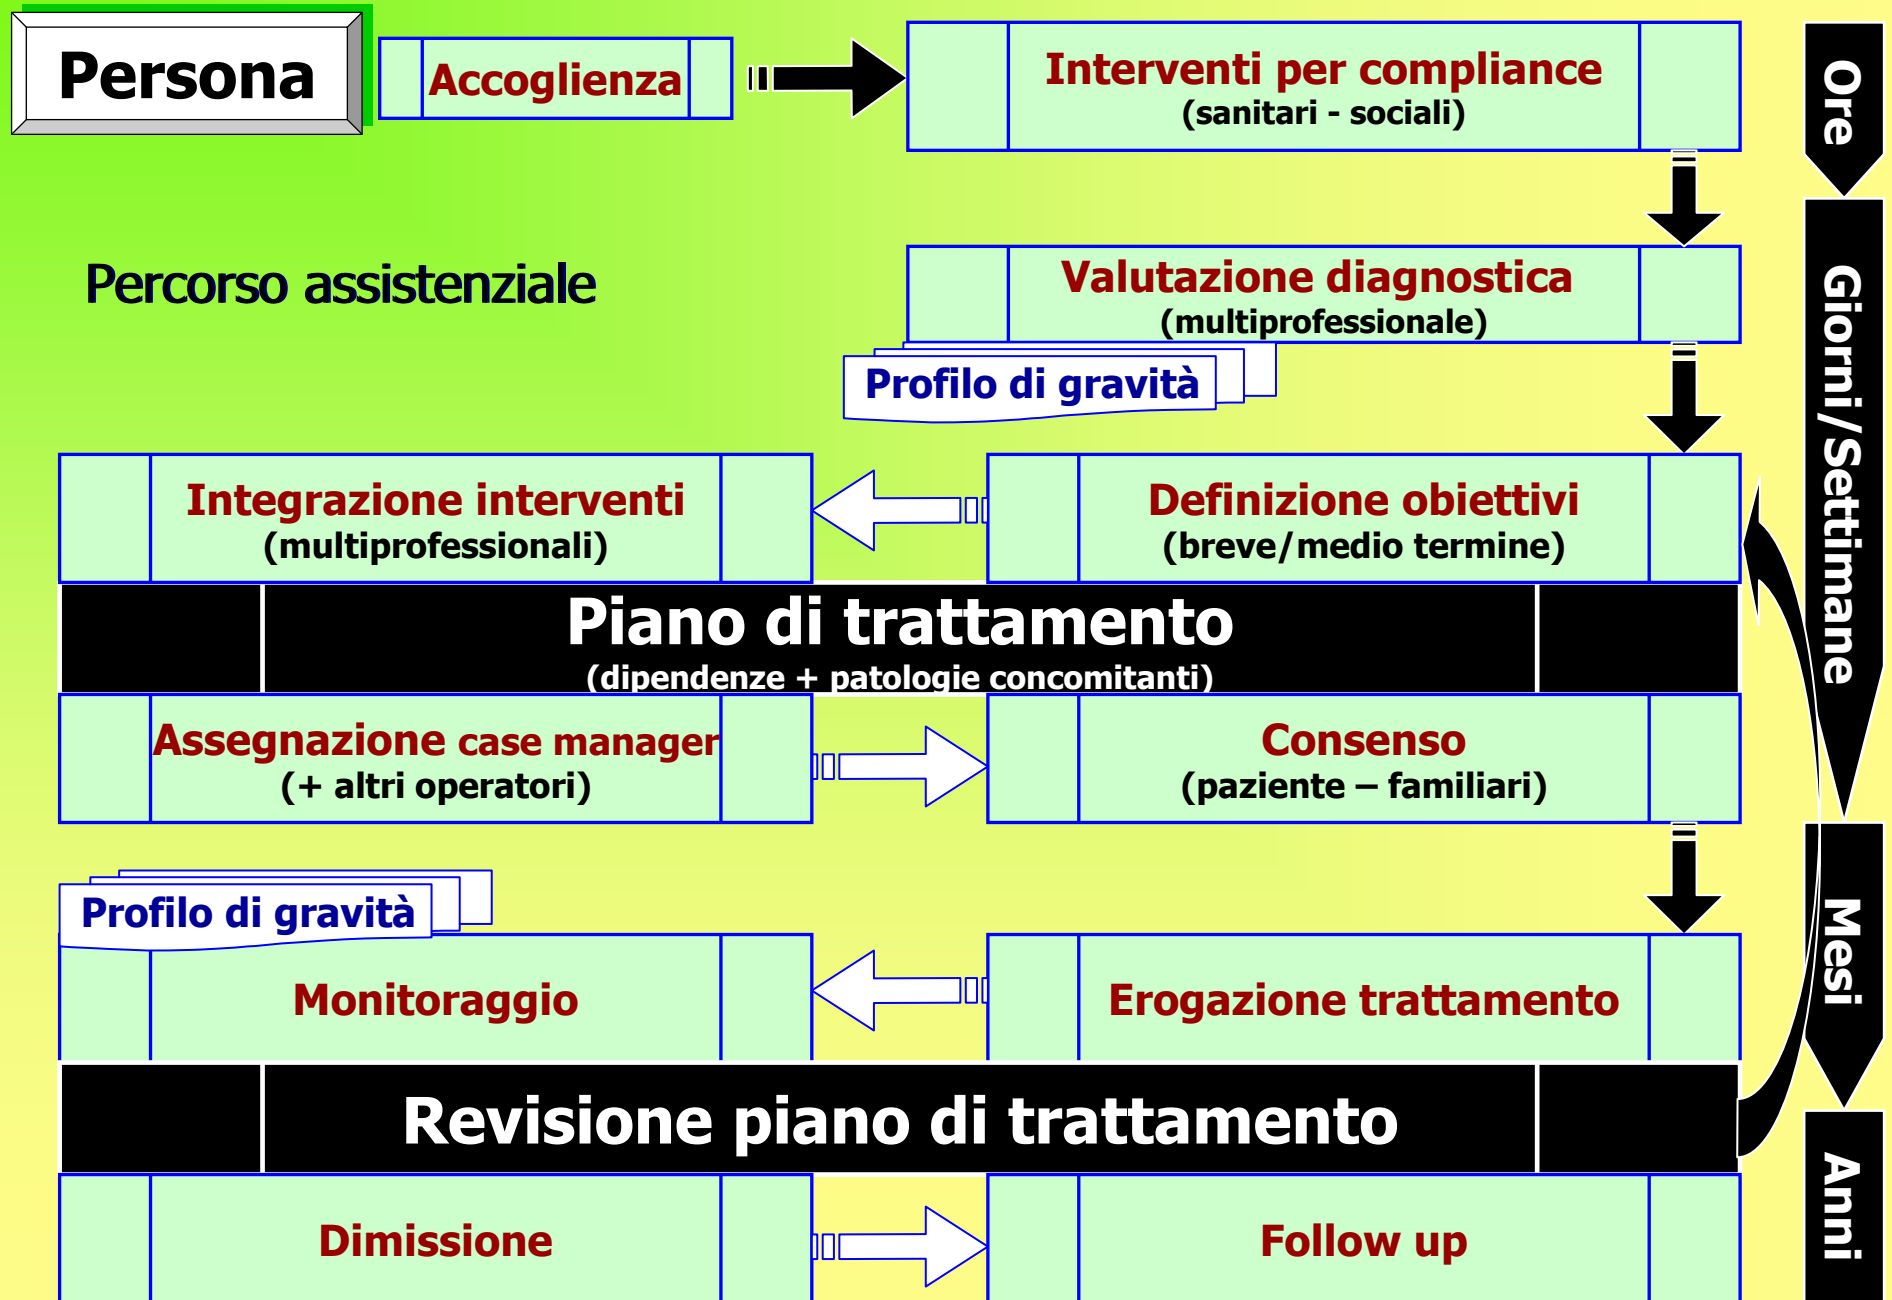 Persona
Accoglienza
Interventi per compliance
(sanitari - sociali)
Ore
Percorso assistenziale
Valutazione diagnostica
(multiprofessionale)
Profilo di gravità
Giorni/Settimane
Integrazione interventi
(multiprofessionali)
Definizione obiettivi
(breve/medio termine)
Piano di trattamento
(dipendenze + patologie concomitanti)
Assegnazione case manager
(+ altri operatori)
Consenso
(paziente – familiari)
Profilo di gravità
Monitoraggio
Erogazione trattamento
Mesi
Revisione piano di trattamento
Dimissione
Follow up
Anni